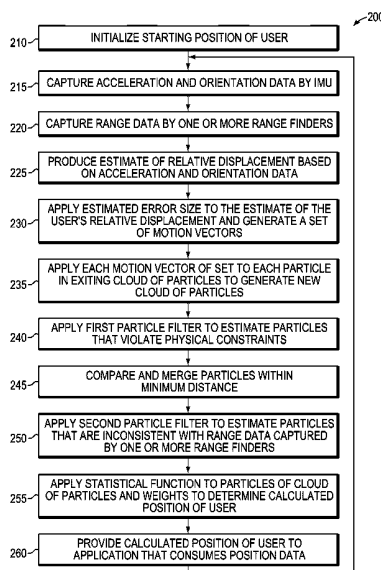 200
210
INITIALIZE STARTING POSITION OF USER
215
CAPTURE ACCELERATION AND ORIENTATION DATA BY IMU
220
CAPTURE RANGE DATA BY ONE OR MORE RANGE FINDERS
225
PRODUCE ESTIMATE OF RELATIVE DISPLACEMENT BASED
ON ACCELERATION AND ORIENTATION DATA
230
APPLY ESTIMATED ERROR SIZE TO THE ESTIMATE OF THE
USER'S RELATIVE DISPLACEMENT AND GENERATE A SET
OF MOTION VECTORS
235
APPLY EACH MOTION VECTOR OF SET TO EACH PARTICLE
IN EXITING CLOUD OF PARTICLES TO GENERATE NEW
CLOUD OF PARTICLES
240
APPLY FIRST PARTICLE FILTER TO ESTIMATE PARTICLES
THAT VIOLATE PHYSICAL CONSTRAINTS
245
COMPARE AND MERGE PARTICLES WITHIN
MINIMUM DISTANCE
250
APPLY SECOND PARTICLE FILTER TO ESTIMATE PARTICLES
THAT ARE INCONSISTENT WITH RANGE DATA CAPTURED
BY ONE OR MORE RANGE FINDERS
255
APPLY STATISTICAL FUNCTION TO PARTICLES OF CLOUD
OF PARTICLES AND WEIGHTS TO DETERMINE CALCULATED
POSITION OF USER
260
PROVIDE CALCULATED POSITION OF USER TO
APPLICATION THAT CONSUMES POSITION DATA